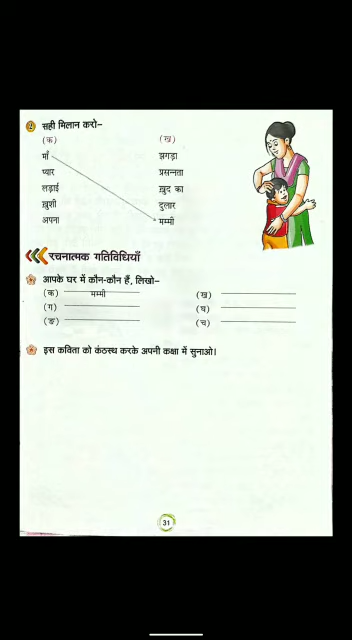 2 सही मिलान करो–
(क) (ख)
माँ झगड़ा
प्यार प्रसन्नता
लड़ाई ख़ुद का
ख़ुशी दुलार
अपना मम्मी
रचनात्मक गतिविधियाँ
आपके घर में कौन-कौन हैं, लिखो–
(क) मम्मी (ख)
(ग) (घ)
(ङ) (च)
इस कविता को कंठस्थ करके अपनी कक्षा में सुनाओ।
31